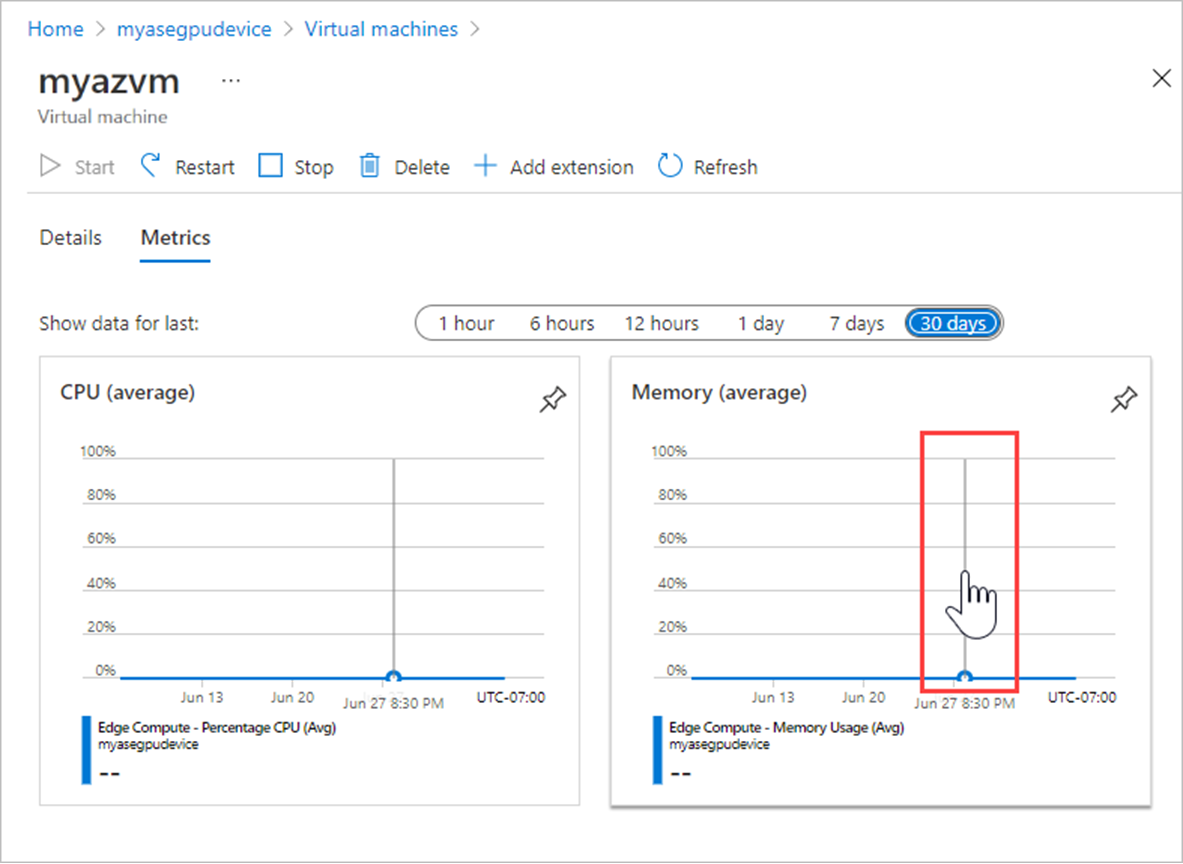 Home > myasegpudevice > Virtual machines >
myazvm ...
Virtual machine
Start Restart Stop Delete Add extension Refresh
Details Metrics
Show data for last: 1 hour 6 hours 12 hours 1 day 7 days 30 days
CPU (average)
100%
80%
60%
40%
20%
0%
Jun 13 Jun 20 Jun 27 8:30 PM UTC-07:00
Edge Compute - Percentage CPU (Avg)
myasegpudevice
--
Memory (average)
100%
80%
60%
40%
20%
0%
Jun 13 Jun 20 Jun 27 8:30 PM UTC-07:00
Edge Compute - Memory Usage (Avg)
myasegpudevice
--